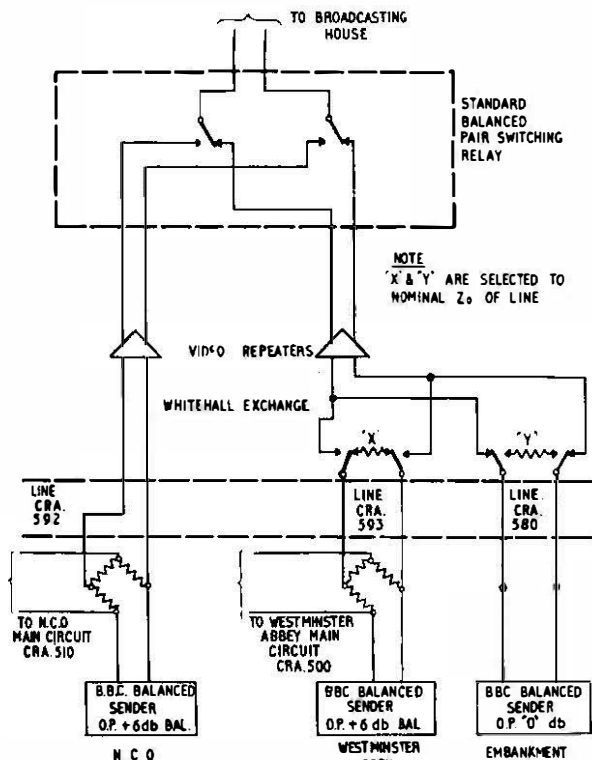 TO BROADCASTING
HOUSE
STANDARD
BALANCED
PAIR SWITCHING
RELAY
NOTE
'X' & 'Y' ARE SELECTED TO
NOMINAL Zo OF LINE
VIDEO REPEATERS
WHITEHALL EXCHANGE
'X'
'Y'
LINE
CRA.
592
LINE
CRA.
593
LINE
CRA.
580
TO N.C.O
MAIN CIRCUIT
CRA.510
TO WESTMINSTER
ABBEY MAIN
CIRCUIT
CRA.500
B.B.C. BALANCED
SENDER
O.P. +6db BAL.
BBC BALANCED
SENDER
O.P. +6 db BAL
BBC BALANCED
SENDER
O.P. "O" db
N C O
WESTMINSTER
EMBANKMENT